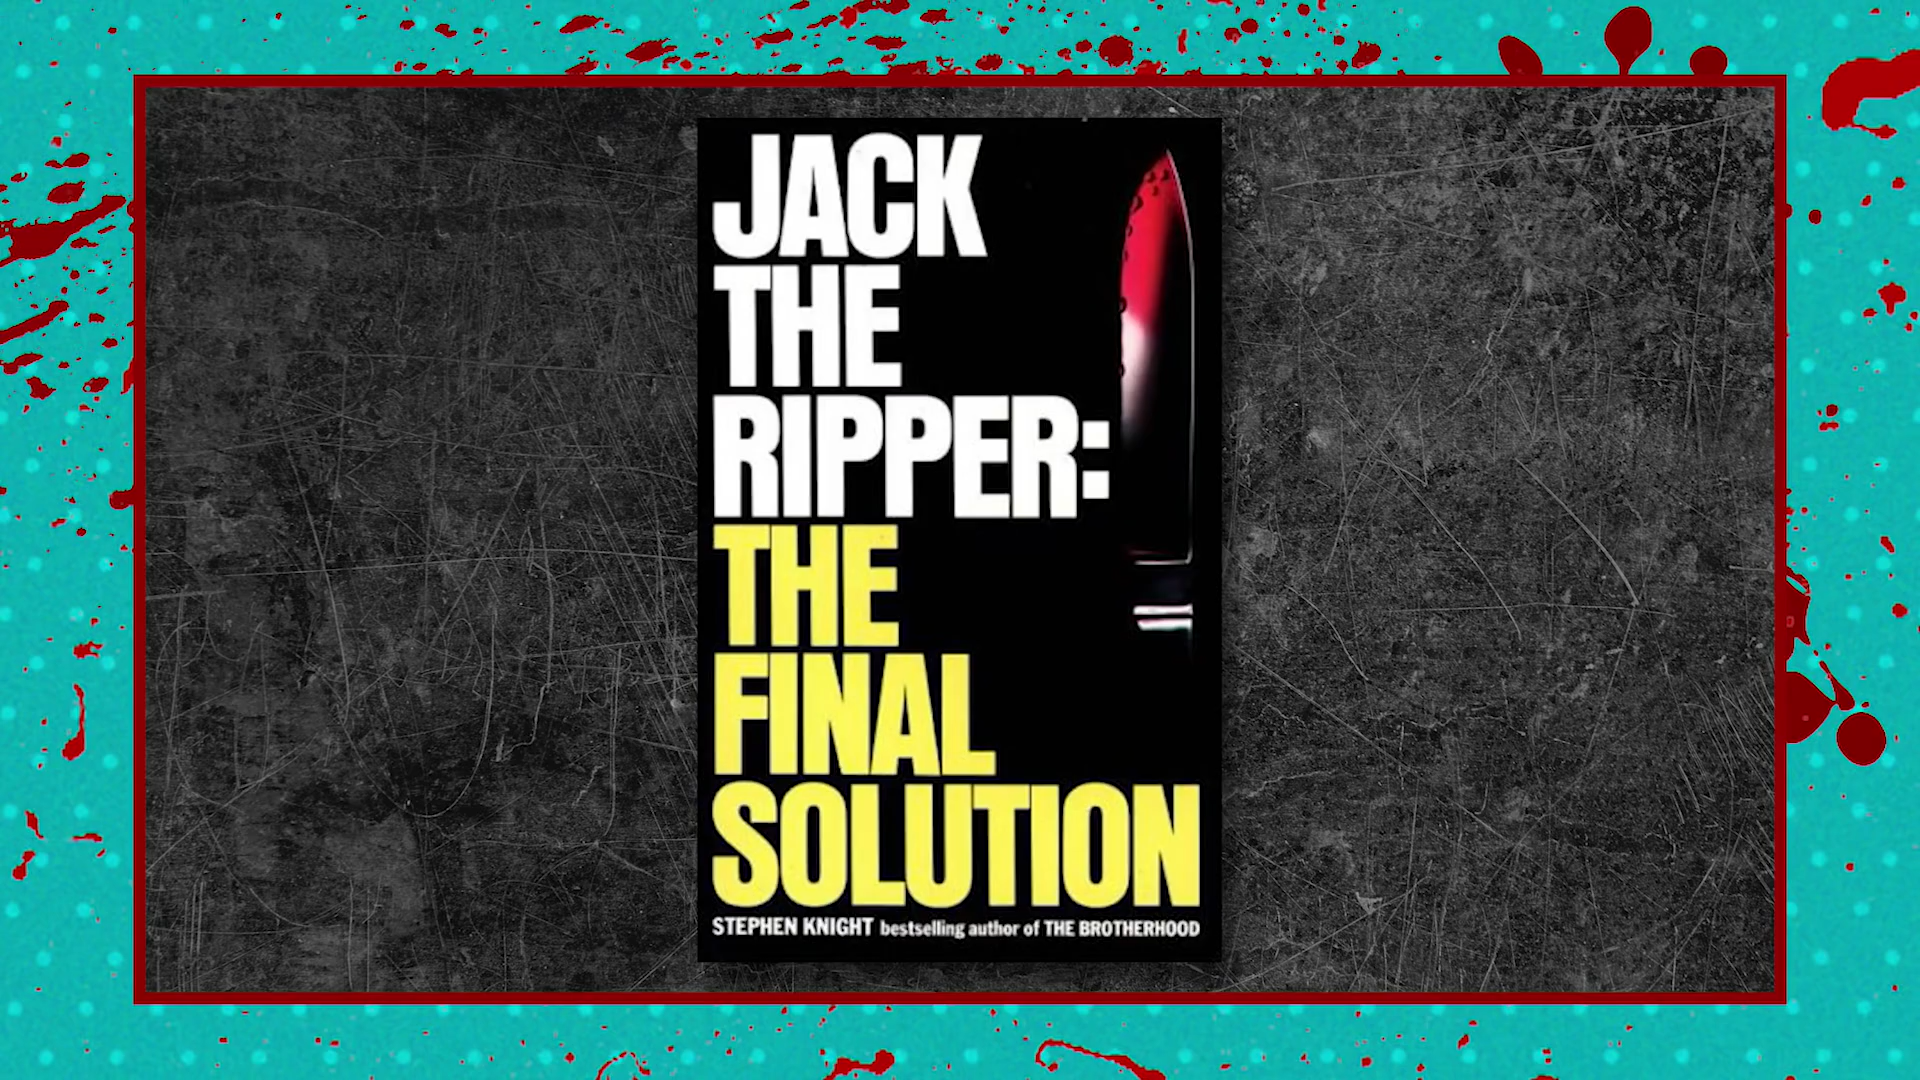 JACK
THE
RIPPER:
THE
FINAL
SOLUTION
STEPHEN KNIGHT bestselling author of THE BROTHERHOOD